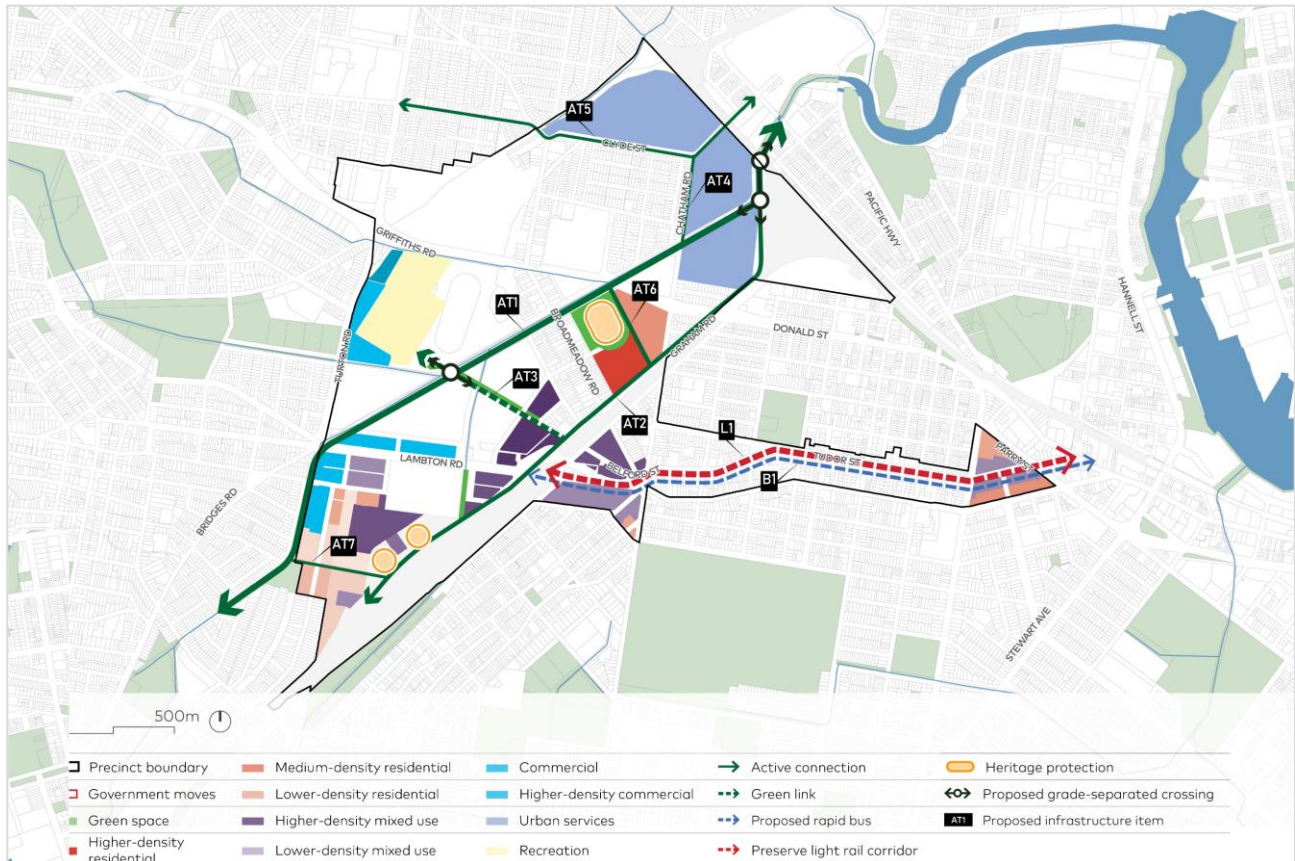 AT5
CLYDE ST
CHATHAM RD
AT4
PACIFIC HWY
GRIFFITHS RD
HANNELL ST
AT1
BROADMEADOW RD
AT6
GRAHAM RD
DONALD ST
TURTON RD
AT3
AT2
L1
LAMBTON RD
BELFORD ST
TUDOR ST
PARRY ST
B1
BRIDGES RD
AT7
STEWART AVE
500m
Precinct boundary
Medium-density residential
Commercial
Active connection
Heritage protection
Government moves
Lower-density residential
Higher-density commercial
Green link
Proposed grade-separated crossing
Green space
Higher-density mixed use
Urban services
Proposed rapid bus
AT1 Proposed infrastructure item
Higher-density
residential
Lower-density mixed use
Recreation
Preserve light rail corridor